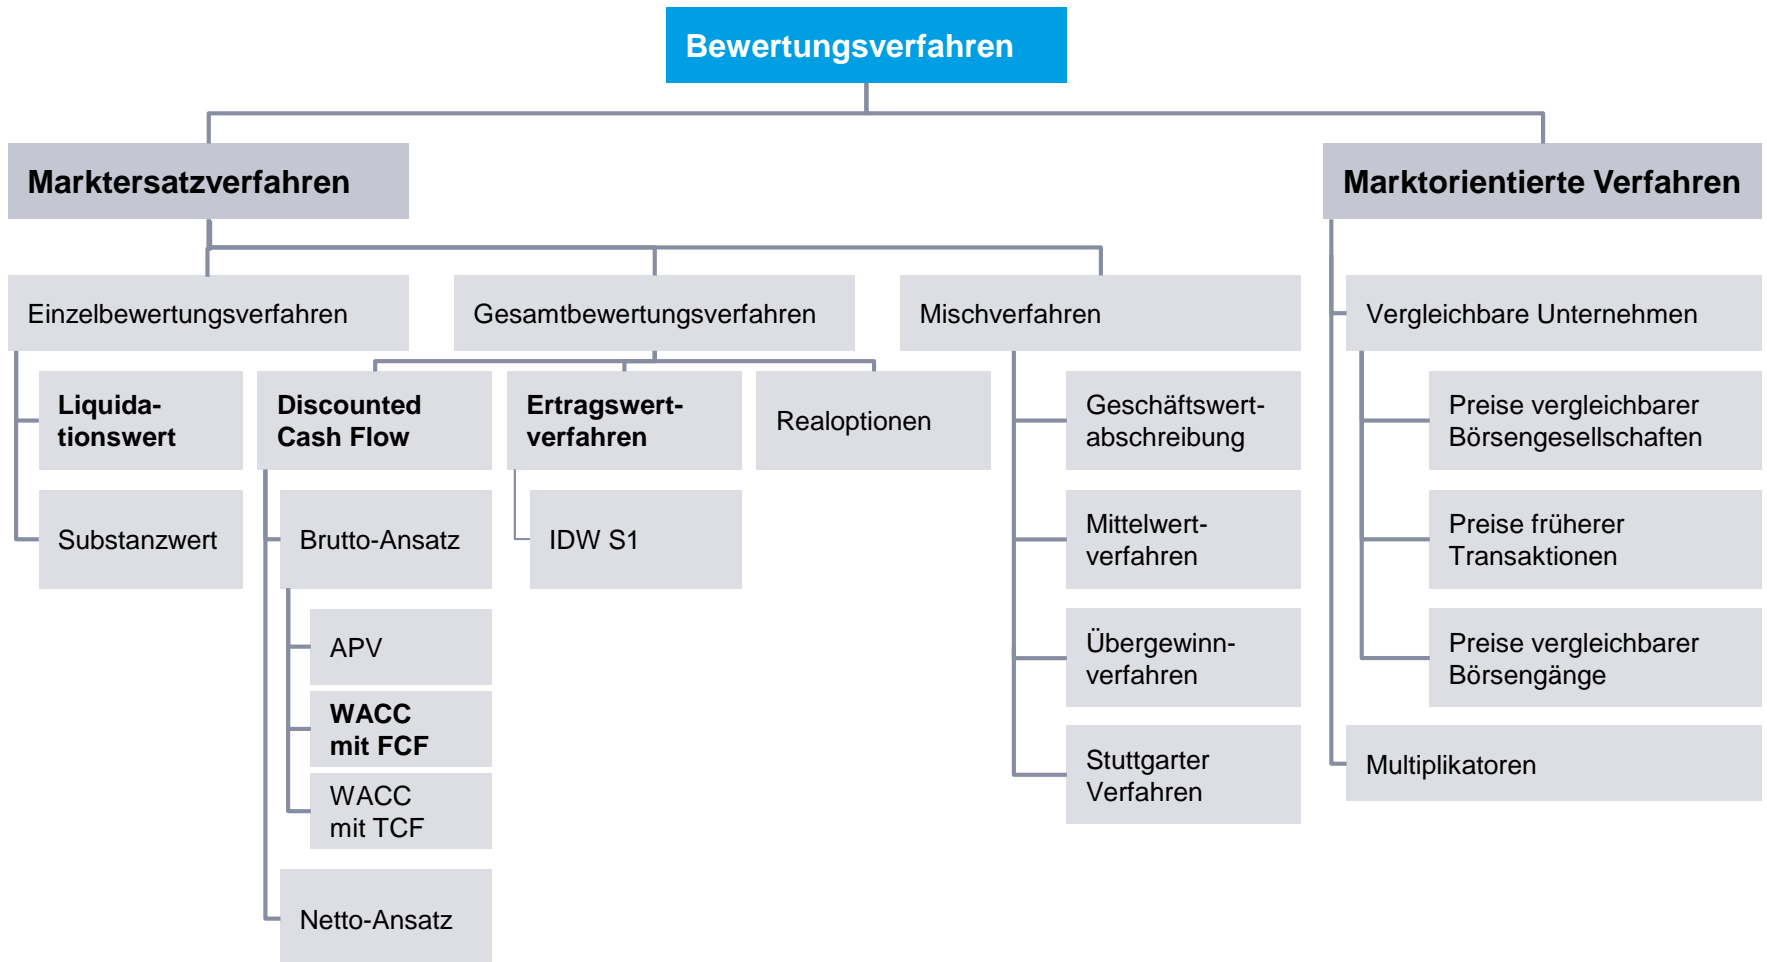 Bewertungsverfahren
Marktersatzverfahren
Marktorientierte Verfahren
Einzelbewertungsverfahren
Gesamtbewertungsverfahren
Mischverfahren
Vergleichbare Unternehmen
Liquida-
tionswert
Discounted
Cash Flow
Ertragswert-
verfahren
Realoptionen
Geschäftswert-
abschreibung
Preise vergleichbarer
Börsengesellschaften
Substanzwert
Brutto-Ansatz
IDW S1
Mittelwert-
verfahren
Preise früherer
Transaktionen
APV
Übergewinn-
verfahren
Preise vergleichbarer
Börsengänge
WACC
mit FCF
Stuttgarter
Verfahren
Multiplikatoren
WACC
mit TCF
Netto-Ansatz